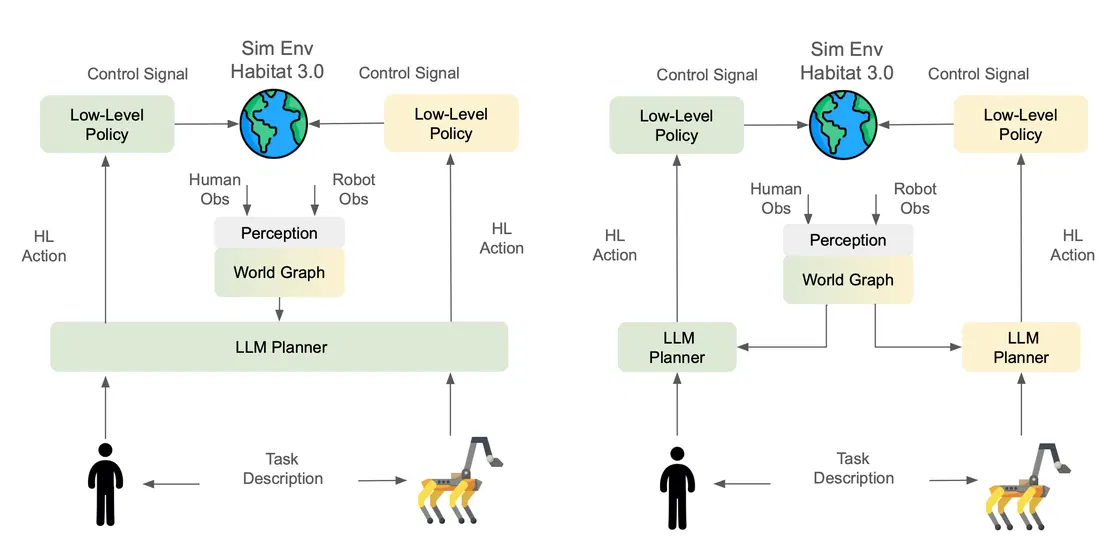 Sim Env
Habitat 3.0
Control Signal
Control Signal
Low-Level
Policy
Low-Level
Policy
Human
Obs
Robot
Obs
HL
Action
HL
Action
Perception
World Graph
LLM Planner
Task
Description
Sim Env
Habitat 3.0
Control Signal
Control Signal
Low-Level
Policy
Low-Level
Policy
Human
Obs
Robot
Obs
HL
Action
HL
Action
Perception
World Graph
LLM
Planner
LLM
Planner
Task
Description